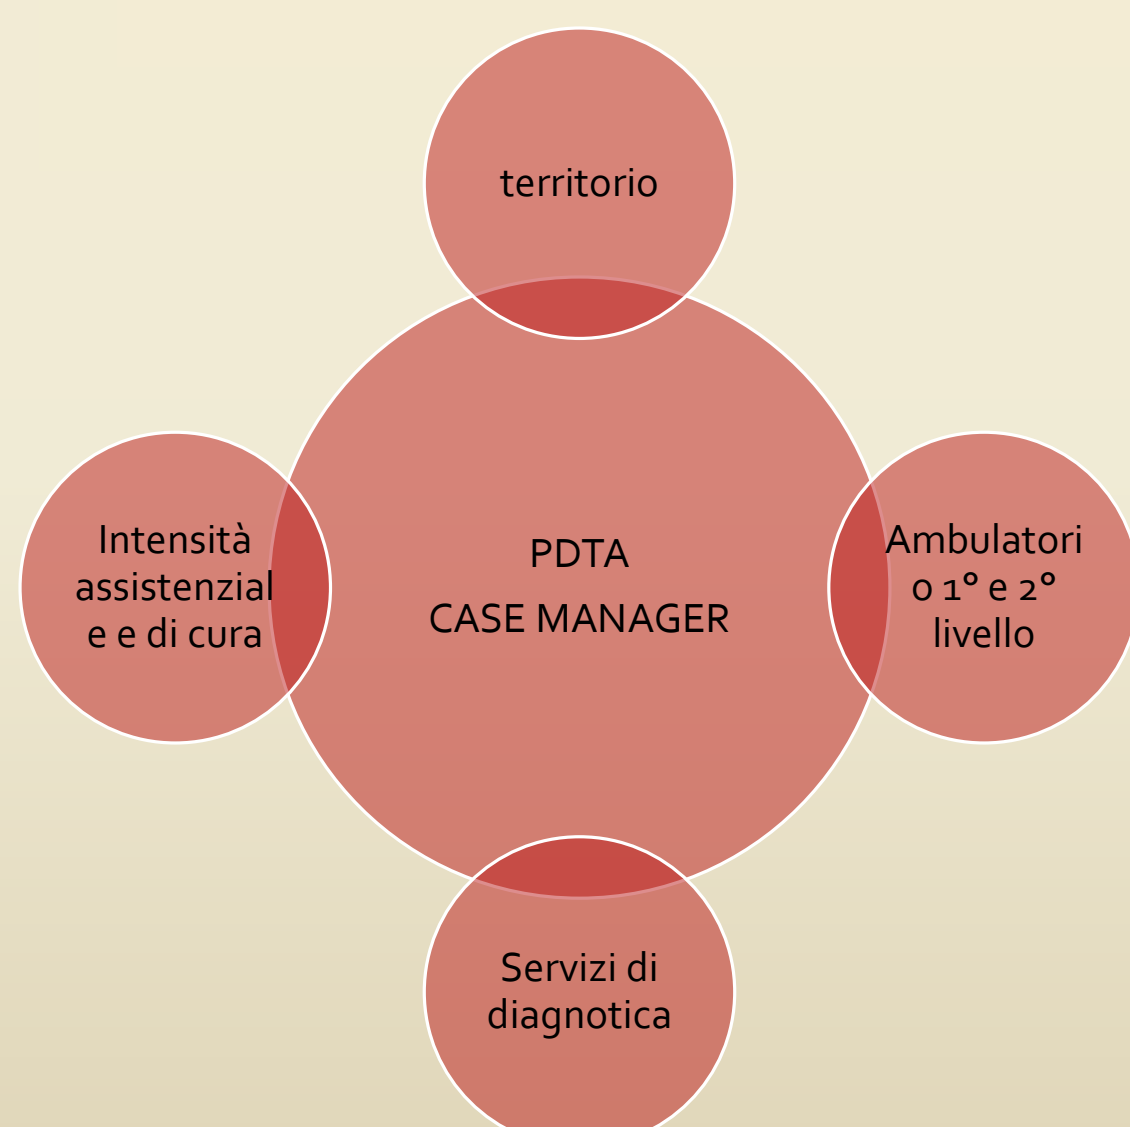 territorio
Intensità
assistenzial
e e di cura
PDTA
CASE MANAGER
Ambulatori
o 1° e 2°
livello
Servizi di
diagnotica